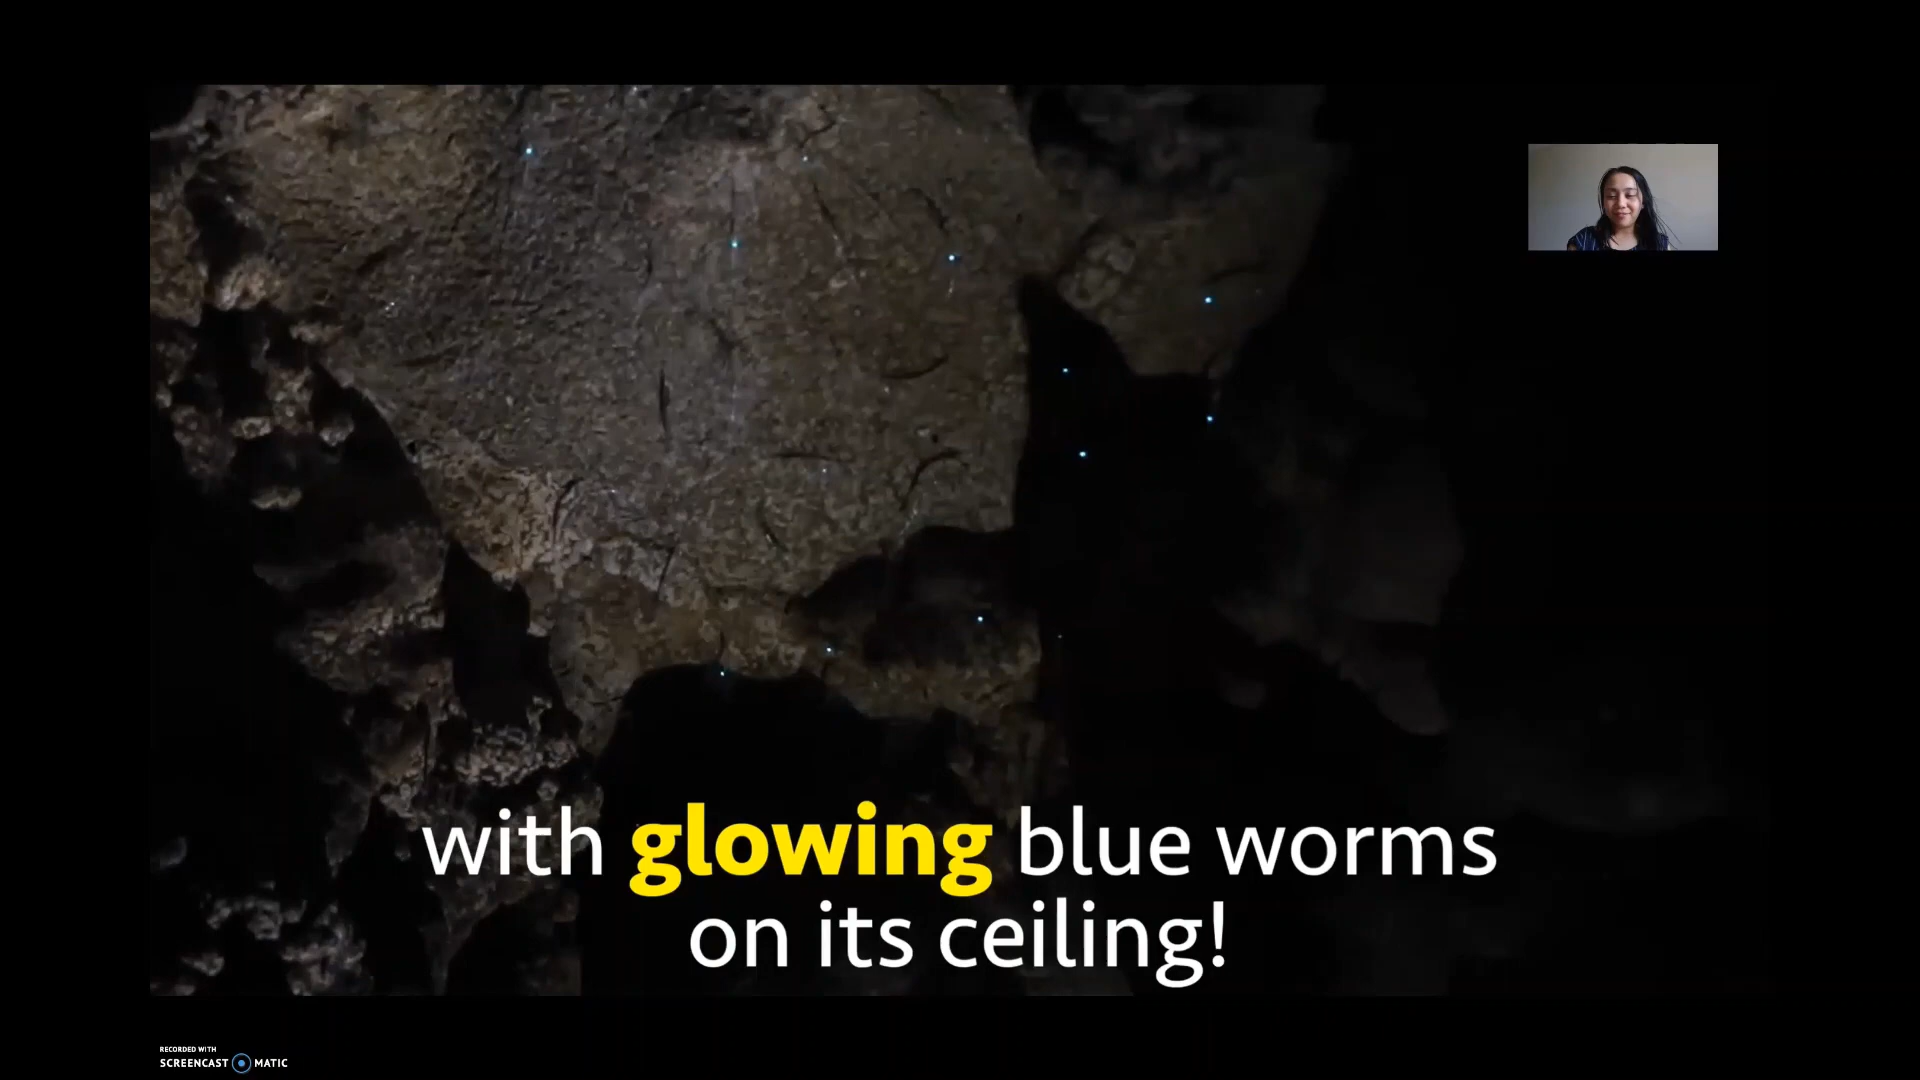 with glowing blue worms
on its ceiling!
RECORDED WITH
SCREENCAST MATIC